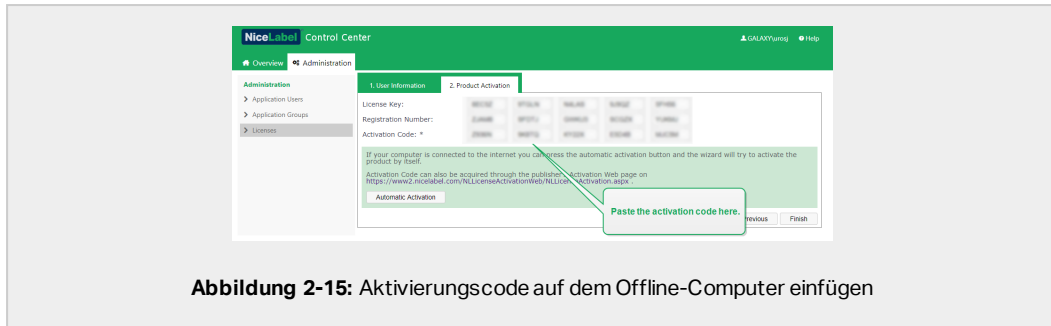 NiceLabel Control Center
GALAXY\urosj Help
Overview Administration
Administration
Application Users
Application Groups
Licenses
1. User Information 2. Product Activation
License Key:
Registration Number:
Activation Code: *
If your computer is connected to the internet you can press the automatic activation button and the wizard will try to activate the
product by itself.
Activation Code can also be acquired through the publisher Activation Web page on
https://www2.nicelabel.com/NLLicenseActivationWeb/NLLicenseActivation.aspx .
Automatic Activation
Paste the activation code here.
Finish
Abbildung 2-15: Aktivierungscode auf dem Offline-Computer einfügen